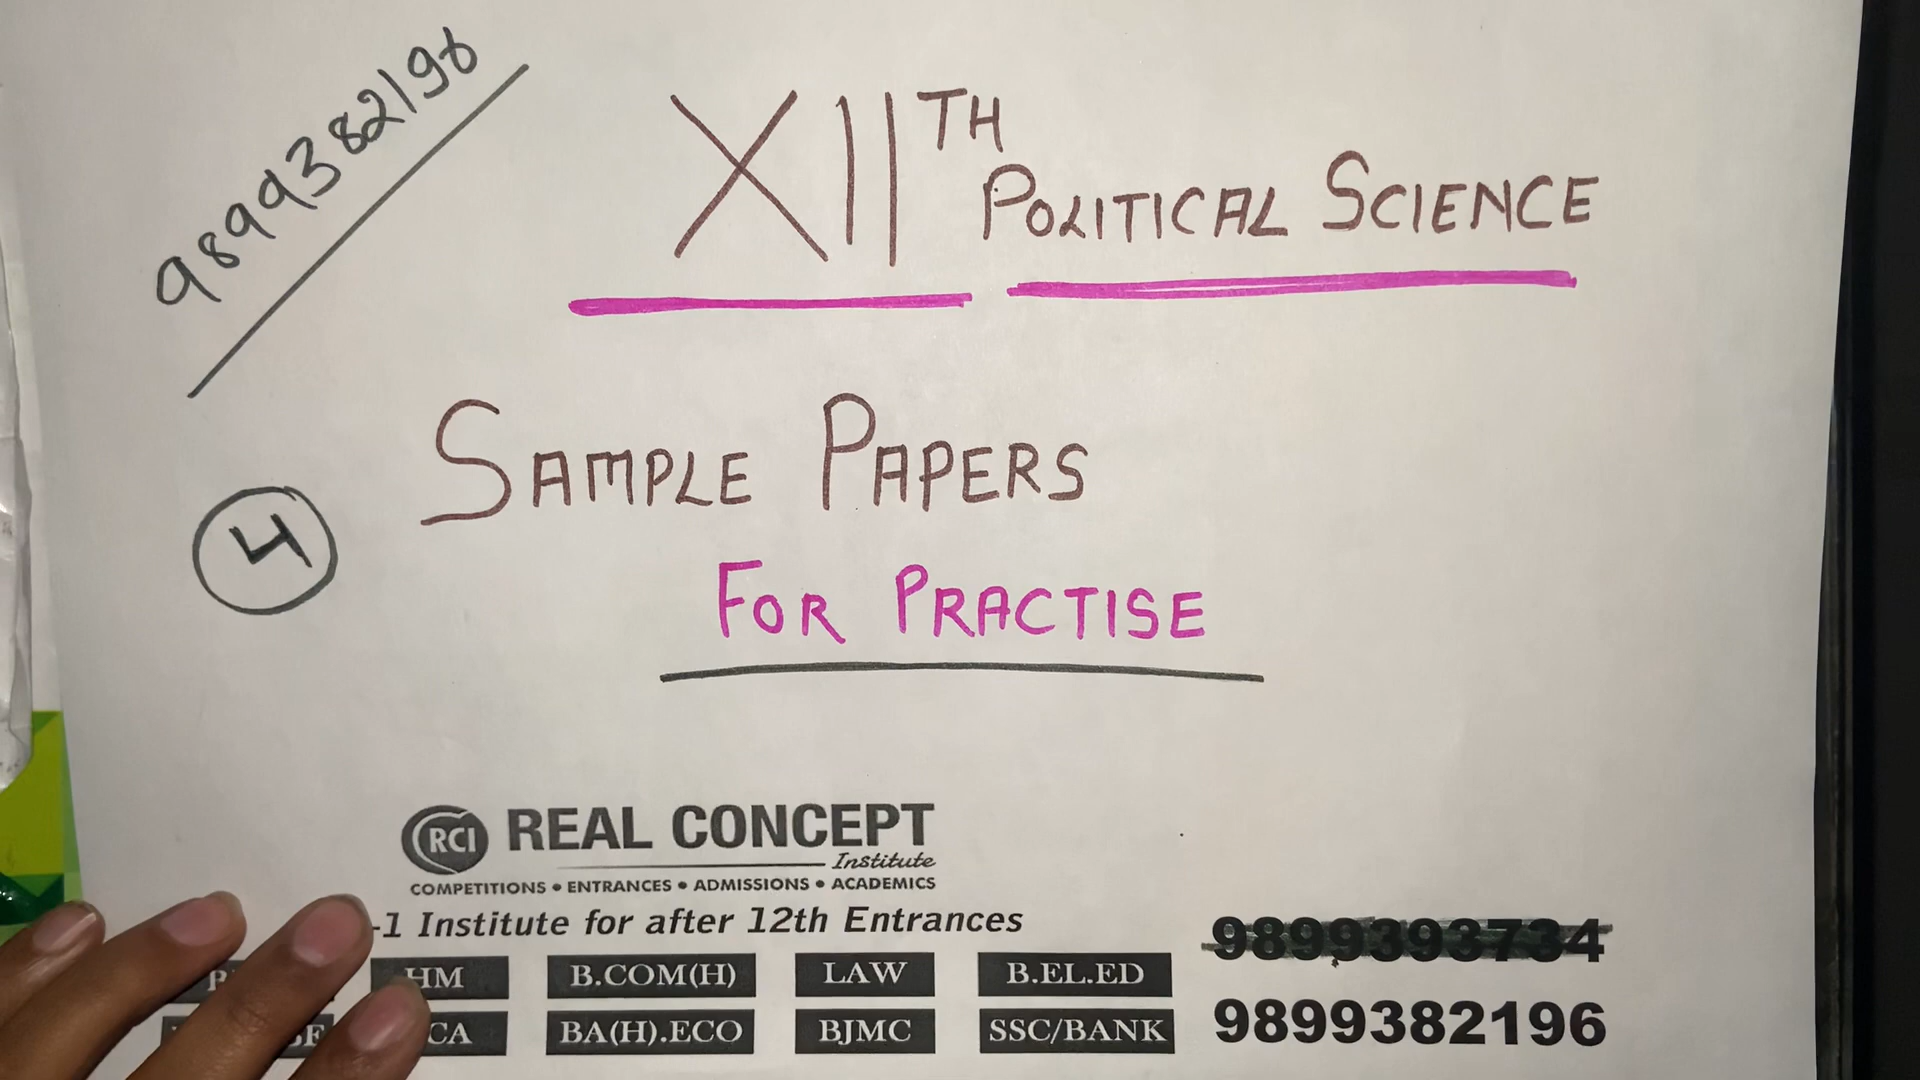 9899382196
XIITH
POLITICAL SCIENCE
4
SAMPLE PAPERS
FOR PRACTISE
RCI REAL CONCEPT
Institute
COMPETITIONS • ENTRANCES • ADMISSIONS • ACADEMICS
-1 Institute for after 12th Entrances
9899393734
HM B.COM(H) LAW B.EL.ED
CA BA(H).ECO BJMC SSC/BANK
9899382196